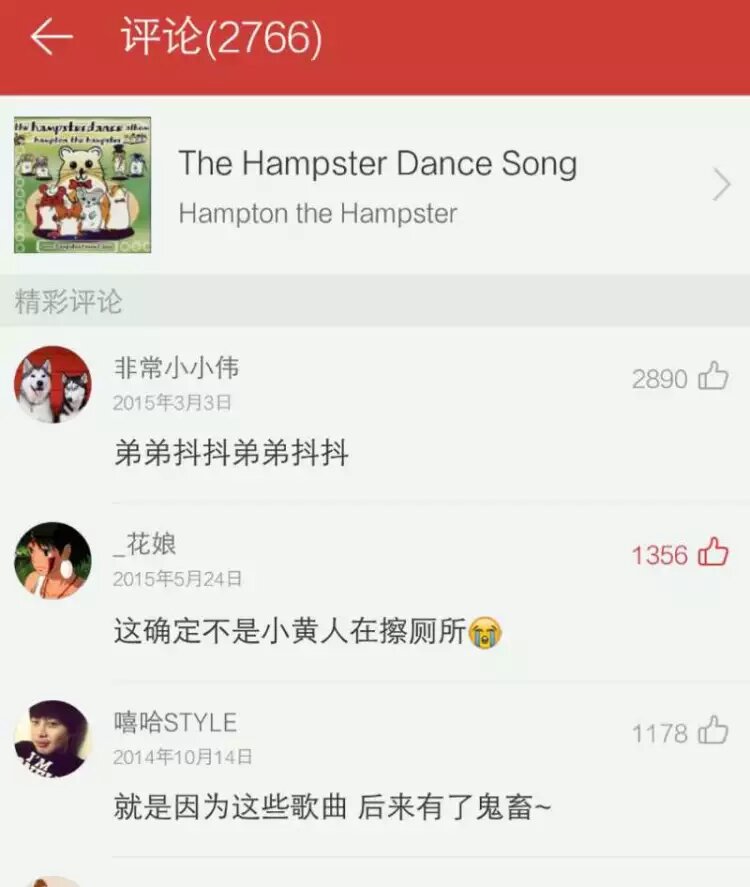 评论(2766)
the hampsterdance album
hampton the hampster
The Hampster Dance Song
Hampton the Hampster
精彩评论
非常小小伟
2890
2015年3月3日
弟弟抖抖弟弟抖抖
_花娘
1356
2015年5月24日
这确定不是小黄人在擦厕所😭
嘻哈STYLE
1178
2014年10月14日
I'M
就是因为这些歌曲 后来有了鬼畜~